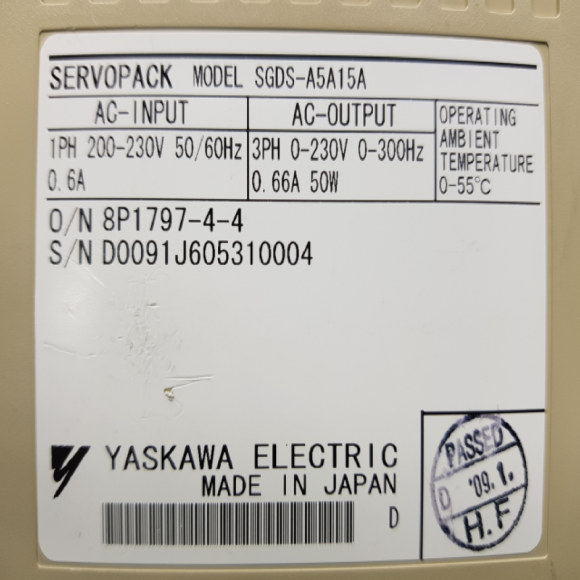 SERVOPACK MODEL SGDS-A5A15A
AC-INPUT
1PH 200-230V 50/60Hz
0.6A
AC-OUTPUT
3PH 0-230V 0-300Hz
0.66A 50W
OPERATING
AMBIENT
TEMPERATURE
0-55℃
O/N 8P1797-4-4
S/N D0091J605310004
YASKAWA ELECTRIC
MADE IN JAPAN
D
PASSED
D '09.1.
H.F